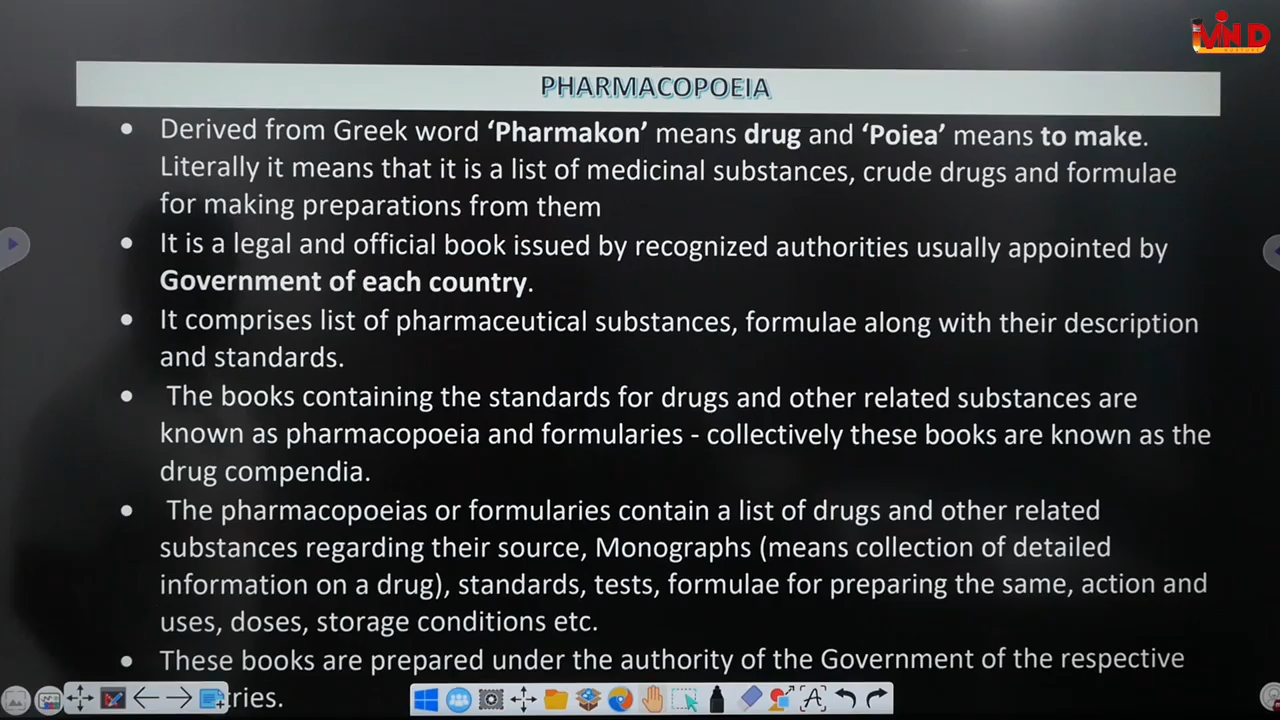 MIND
PHARMACOPOEIA
• Derived from Greek word ‘Pharmakon’ means drug and ‘Poiea’ means to make.
Literally it means that it is a list of medicinal substances, crude drugs and formulae
for making preparations from them
• It is a legal and official book issued by recognized authorities usually appointed by
Government of each country.
• It comprises list of pharmaceutical substances, formulae along with their description
and standards.
• The books containing the standards for drugs and other related substances are
known as pharmacopoeia and formularies - collectively these books are known as the
drug compendia.
• The pharmacopoeias or formularies contain a list of drugs and other related
substances regarding their source, Monographs (means collection of detailed
information on a drug), standards, tests, formulae for preparing the same, action and
uses, doses, storage conditions etc.
• These books are prepared under the authority of the Government of the respective
tries.